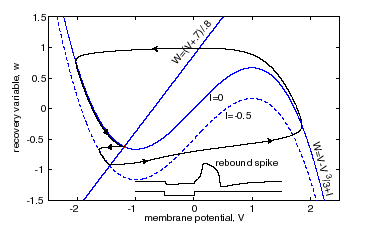 1.5
1
0.5
0
-0.5
-1
-1.5
recovery variable, w
W=(V+.7)/.8
I=0
I=-0.5
W=V-V^3/3+I
rebound spike
-2
-1
0
1
2
membrane potential, V